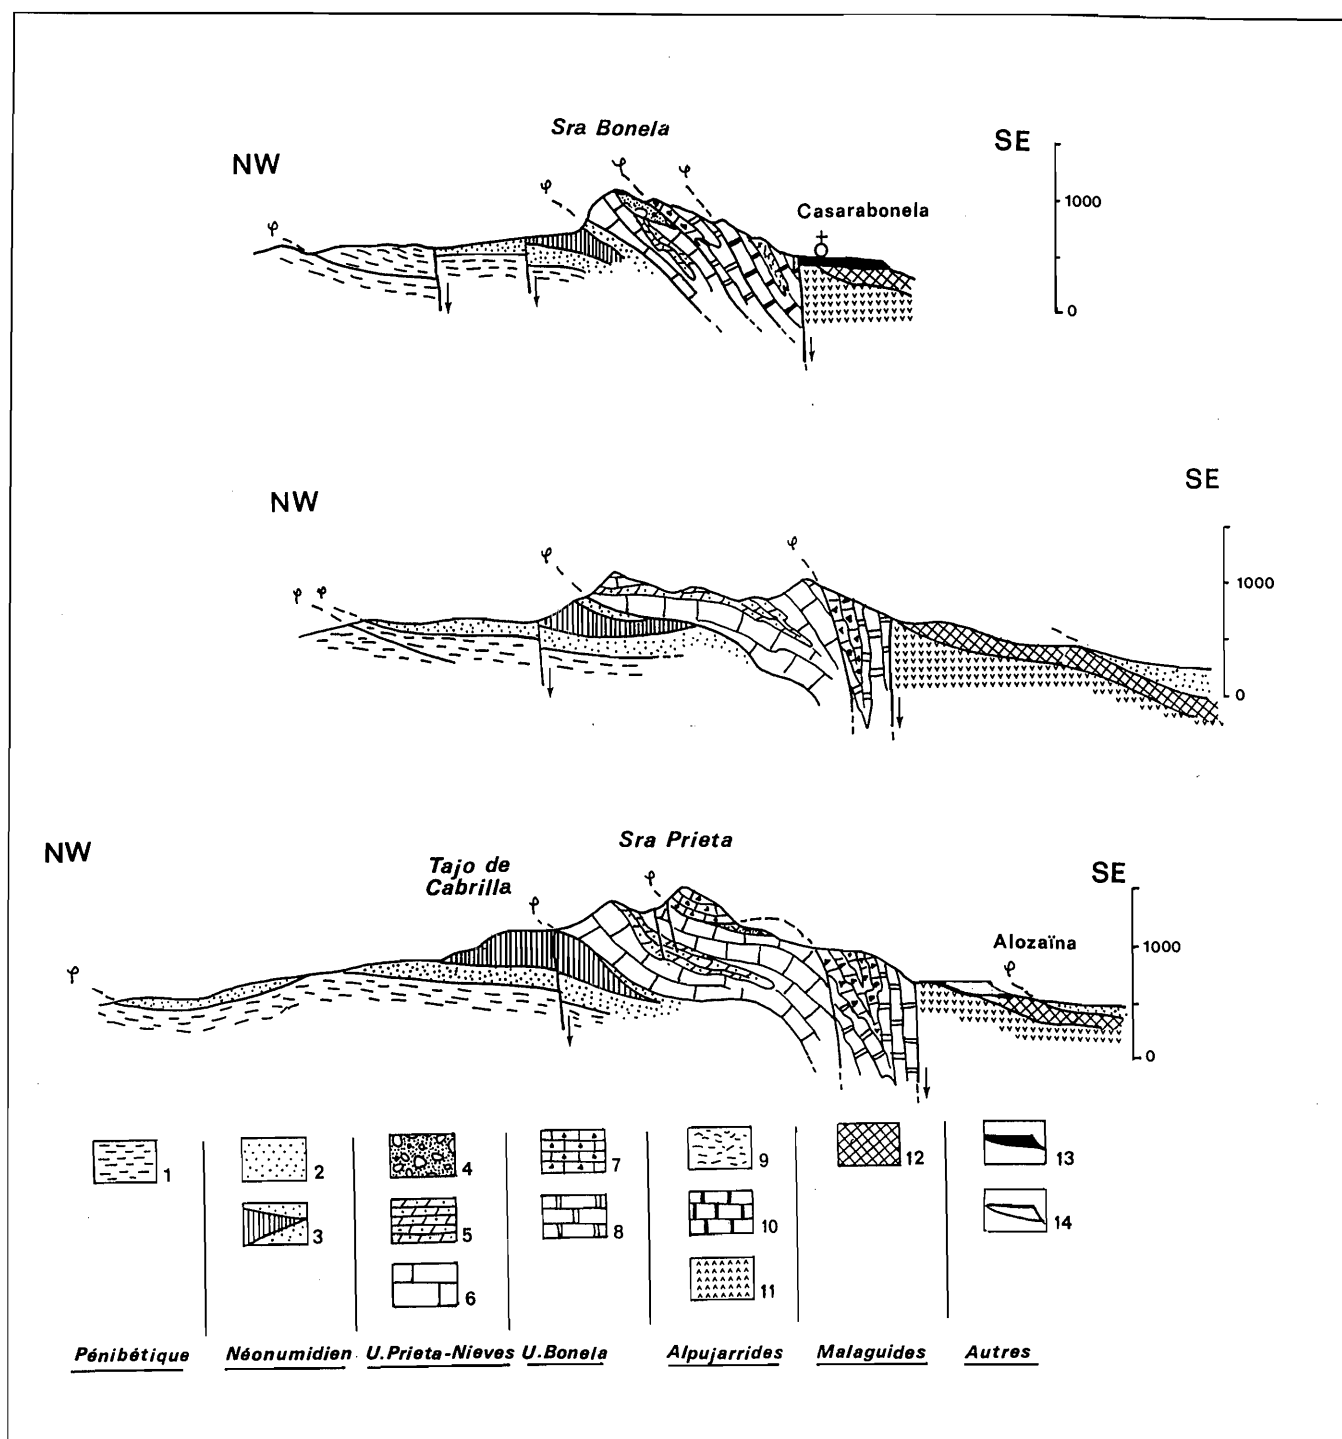 Sra Bonela
NW
SE
φ
φ
φ
φ
1000
Casarabonela
0
NW
SE
φ
φ
φ φ
1000
0
Sra Prieta
NW
Tajo de
Cabrilla
SE
φ
φ
φ
φ
Alozaïna
1000
0
1
2
3
4
5
6
7
8
9
10
11
12
13
14
Pénibétique
Néonumidien
U.Prieta-Nieves
U.Bonela
Alpujarrides
Malaguides
Autres